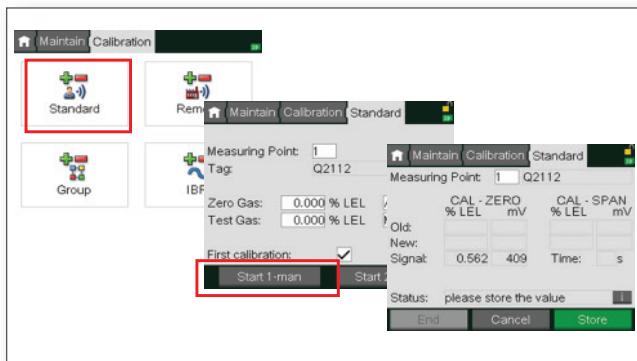 Maintain Calibration
Standard
Group
Maintain Calibration Standard
Measuring Point: 1
Tag: Q2112
Zero Gas: 0.000 % LEL
Test Gas: 0.000 % LEL
First calibration:
Start 1-man
Maintain Calibration Standard
Measuring Point: 1 Q2112
CAL - ZERO CAL - SPAN
% LEL mV % LEL mV
Old:
New:
Signal: 0.562 409 Time: s
Status: please store the value i
End Cancel Store